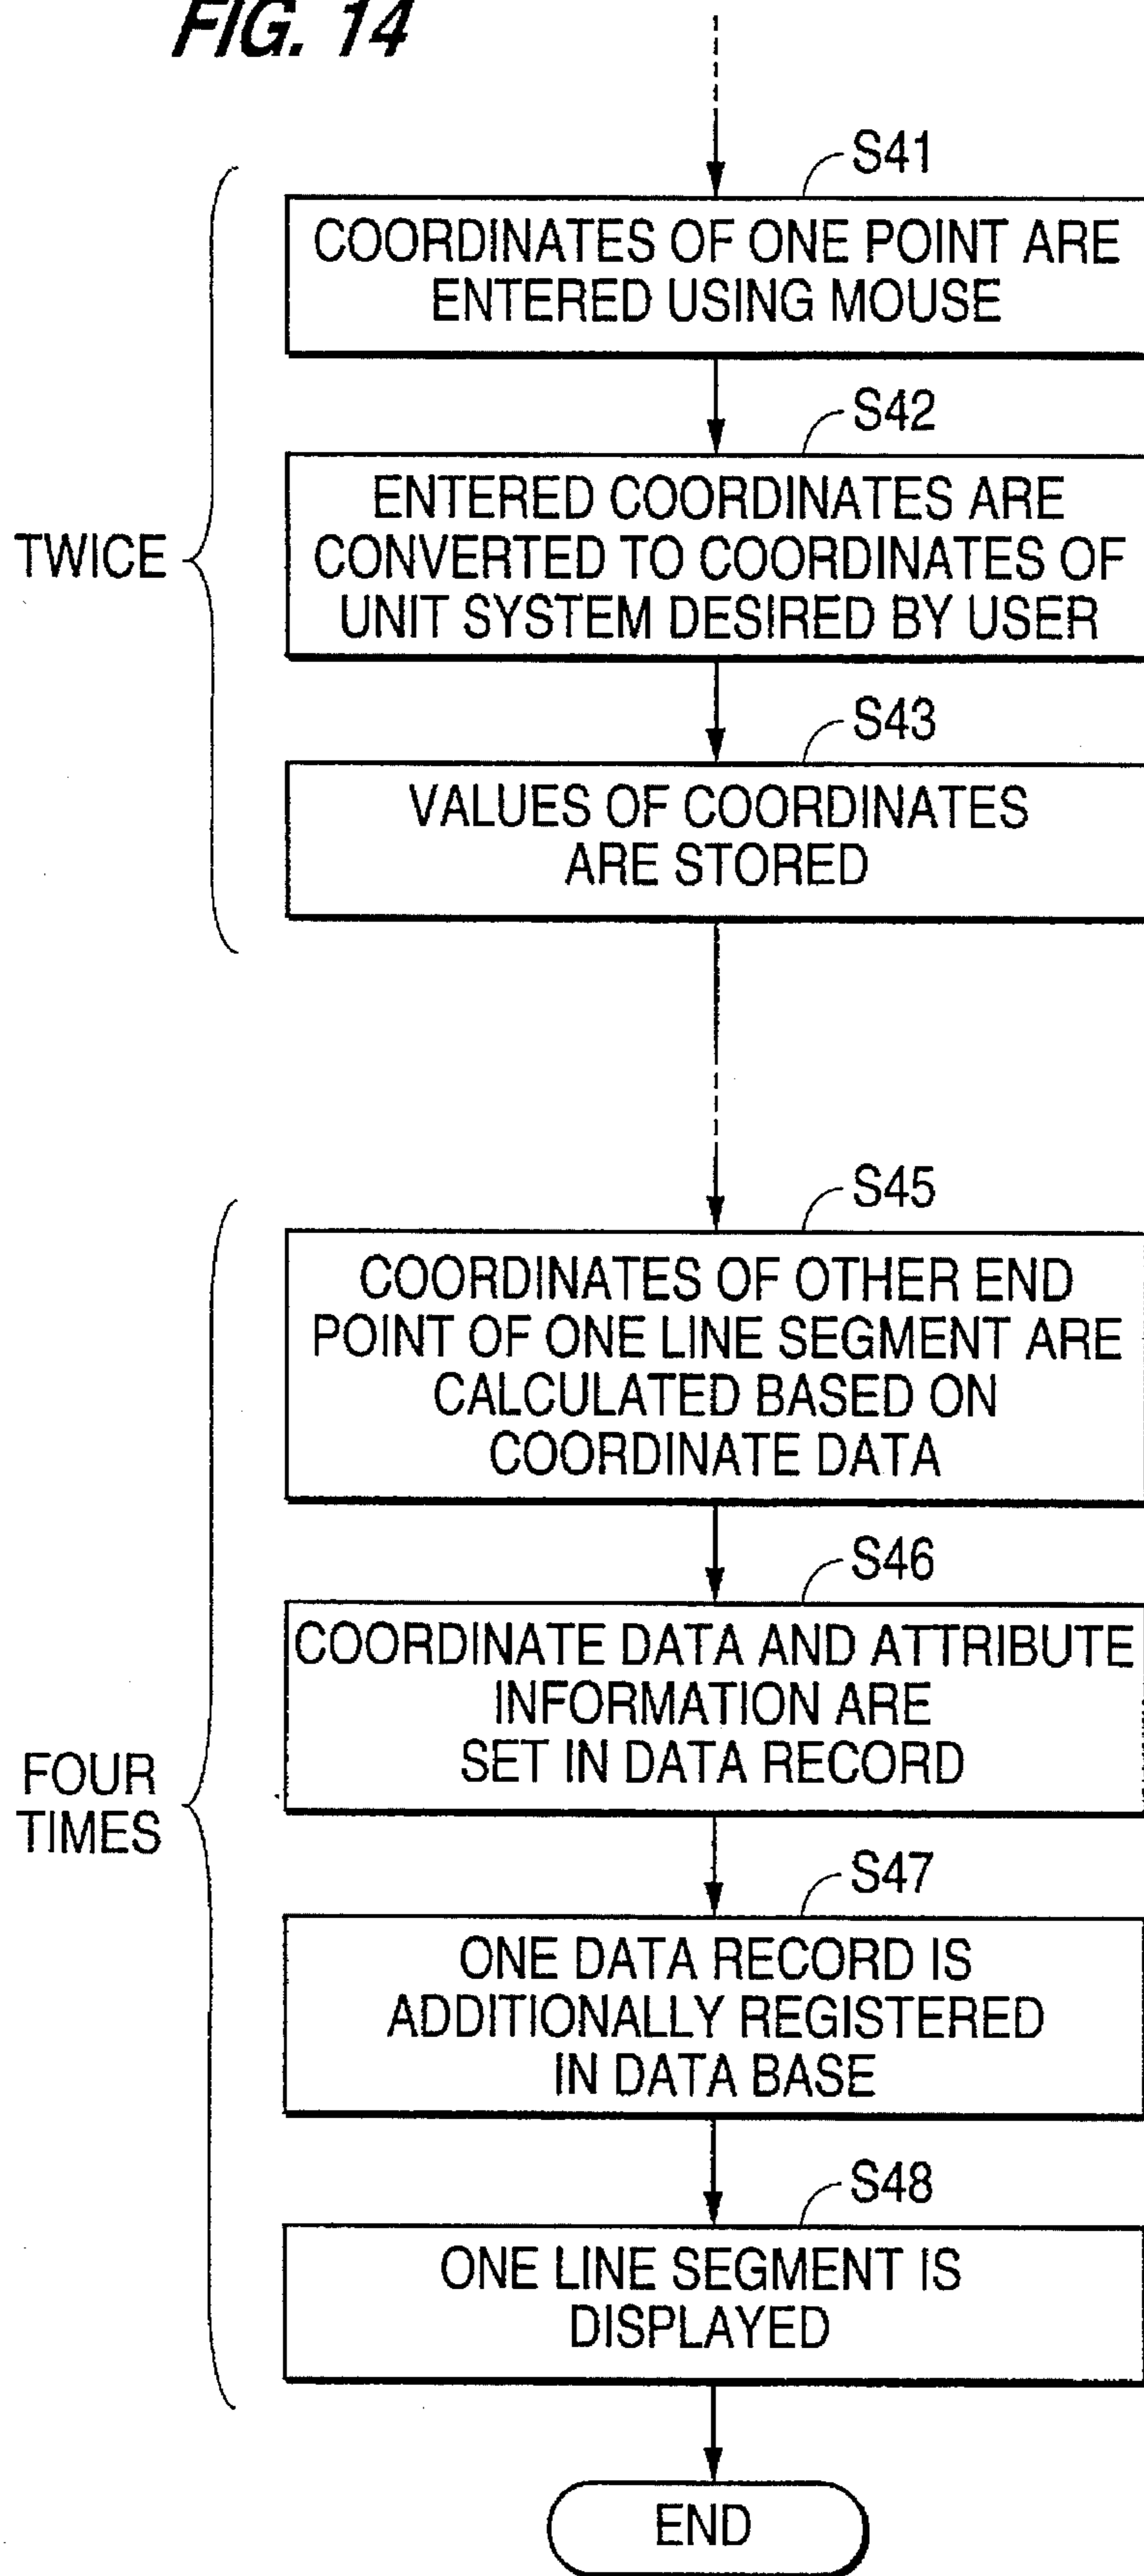 FIG. 14
S41
COORDINATES OF ONE POINT ARE
ENTERED USING MOUSE
S42
ENTERED COORDINATES ARE
CONVERTED TO COORDINATES OF
UNIT SYSTEM DESIRED BY USER
TWICE
S43
VALUES OF COORDINATES
ARE STORED
S45
COORDINATES OF OTHER END
POINT OF ONE LINE SEGMENT ARE
CALCULATED BASED ON
COORDINATE DATA
S46
COORDINATE DATA AND ATTRIBUTE
INFORMATION ARE
SET IN DATA RECORD
FOUR
TIMES
S47
ONE DATA RECORD IS
ADDITIONALLY REGISTERED
IN DATA BASE
S48
ONE LINE SEGMENT IS
DISPLAYED
END